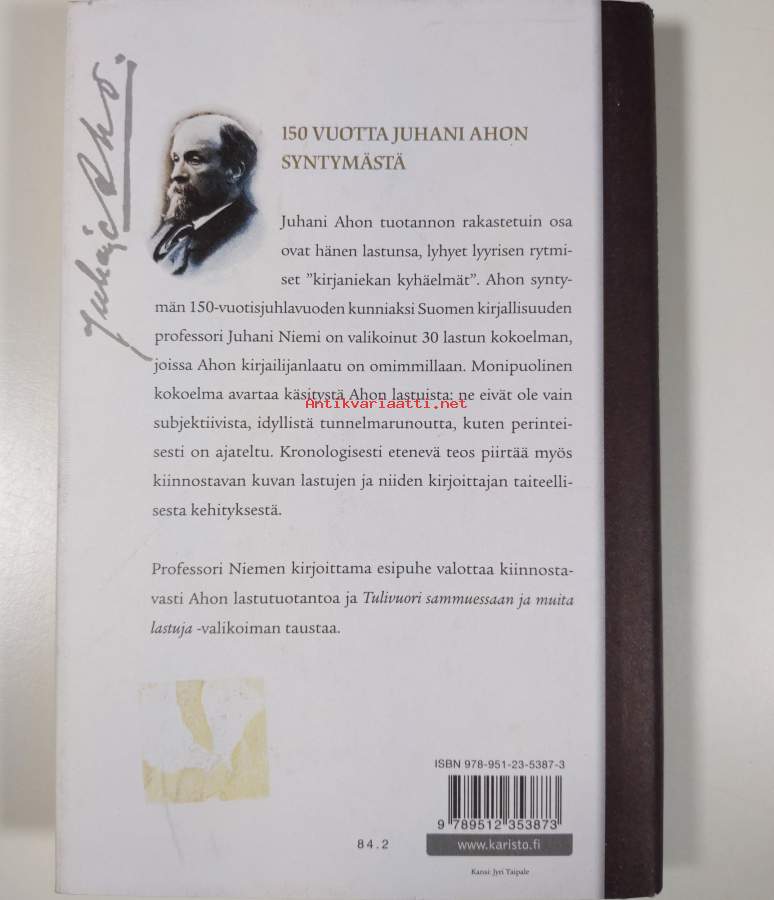 Juhani Aho.
150 VUOTTA JUHANI AHON
SYNTYMÄSTÄ
Juhani Ahon tuotannon rakastetuin osa
ovat hänen lastunsa, lyhyet lyyrisen rytmi-
set ”kirjaniekan kyhäelmät”. Ahon synty-
män 150-vuotisjuhlavuoden kunniaksi Suomen kirjallisuuden
professori Juhani Niemi on valikoinut 30 lastun kokoelman,
joissa Ahon kirjailijanlaatu on omimmillaan. Monipuolinen
kokoelma avartaa käsitystä Ahon lastuista: ne eivät ole vain
Antikvariaatti.net
subjektiivista, idyllistä tunnelmarunoutta, kuten perintei-
sesti on ajateltu. Kronologisesti etenevä teos piirtää myös
kiinnostavan kuvan lastujen ja niiden kirjoittajan taiteelli-
sesta kehityksestä.
Professori Niemen kirjoittama esipuhe valottaa kiinnosta-
vasti Ahon lastutuotantoa ja Tulivuori sammuessaan ja muita
lastuja -valikoiman taustaa.
ISBN 978-951-23-5387-3
9 789512 353873
84.2
www.karisto.fi
Kansi: Jyri Taipale